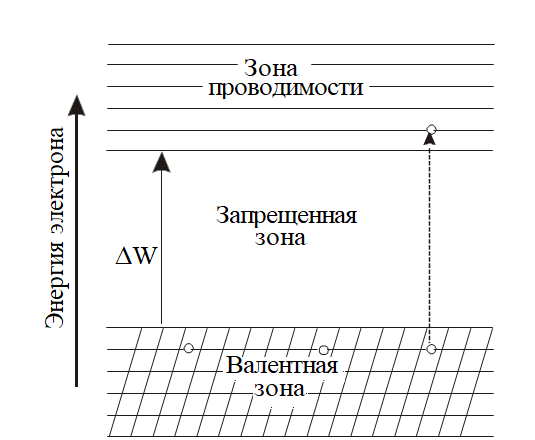 Зона
проводимости
Энергия электрона
Запрещенная
зона
ΔW
Валентная
зона